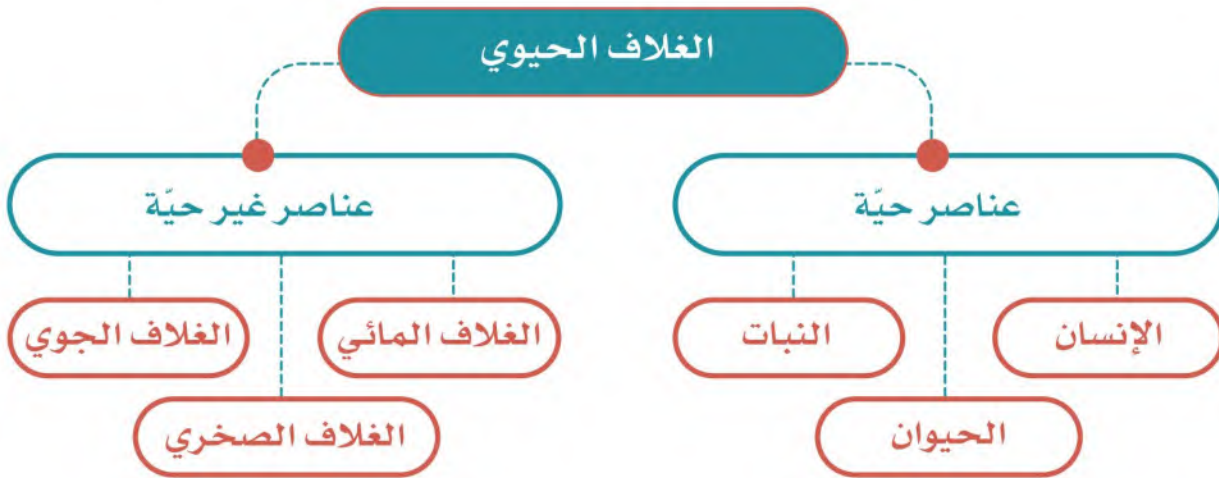 الغلاف الحيوي
عناصر حيّة
الإنسان
الحيوان
النبات
عناصر غير حيّة
الغلاف المائي
الغلاف الصخري
الغلاف الجوي